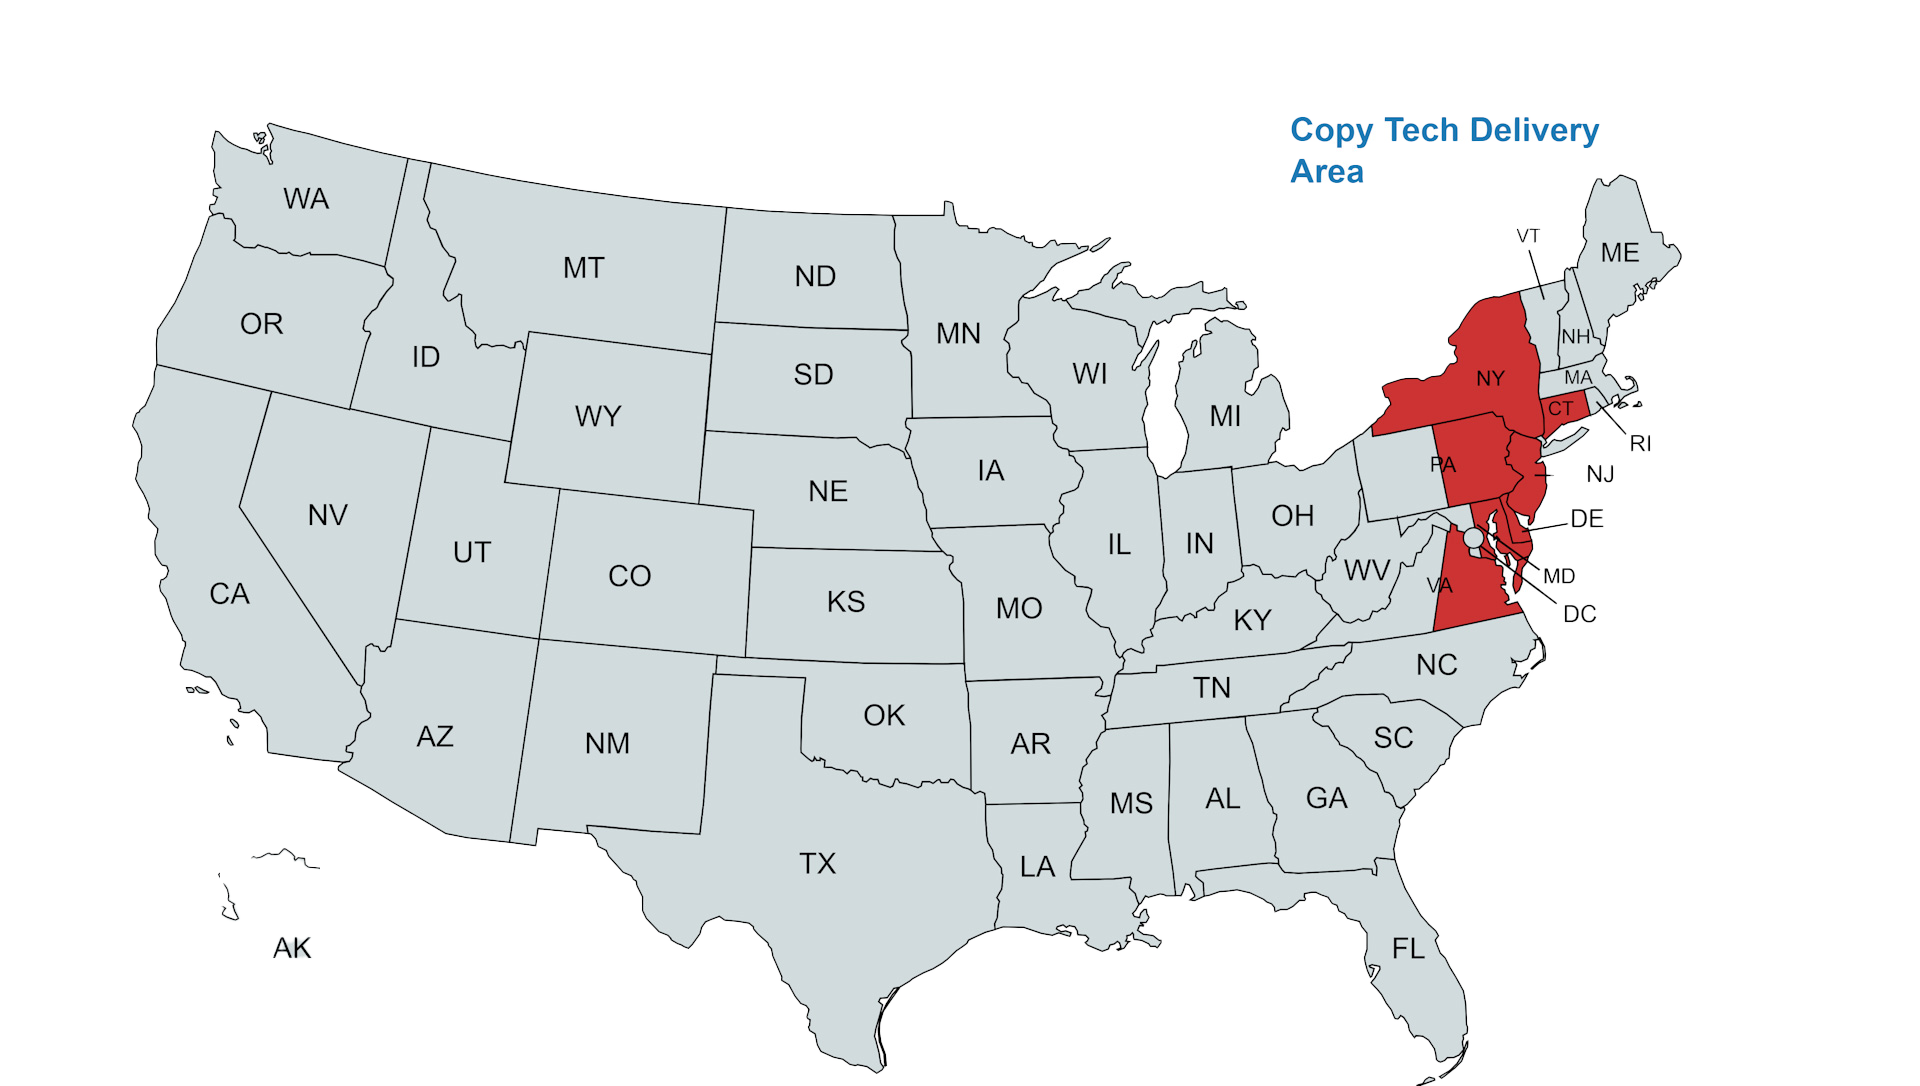 Copy Tech Delivery
Area
WA
MT
ND
MN
VT
ME
OR
ID
SD
WI
MI
NH
NY
MA
CT
RI
WY
IA
NE
PA
NJ
NV
UT
CO
IL
IN
OH
DE
CA
KS
MO
WV
VA
MD
KY
DC
AZ
NM
OK
AR
TN
NC
SC
MS
AL
GA
TX
LA
AK
FL